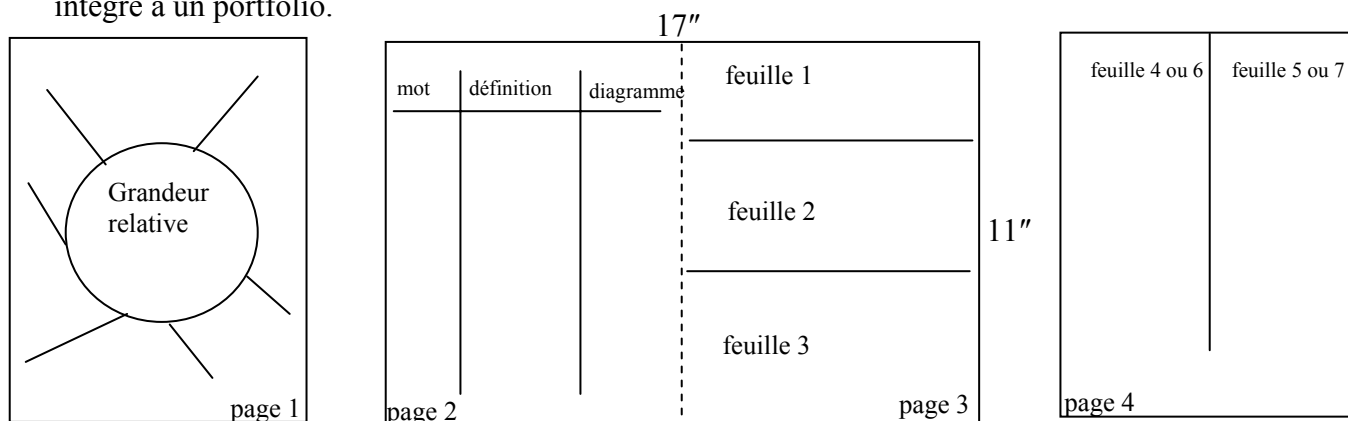 intégré à un portfolio.
Grandeur
relative
page 1
17″
mot définition diagramme
page 2
feuille 1
feuille 2
feuille 3
page 3
11″
feuille 4 ou 6 feuille 5 ou 7
page 4